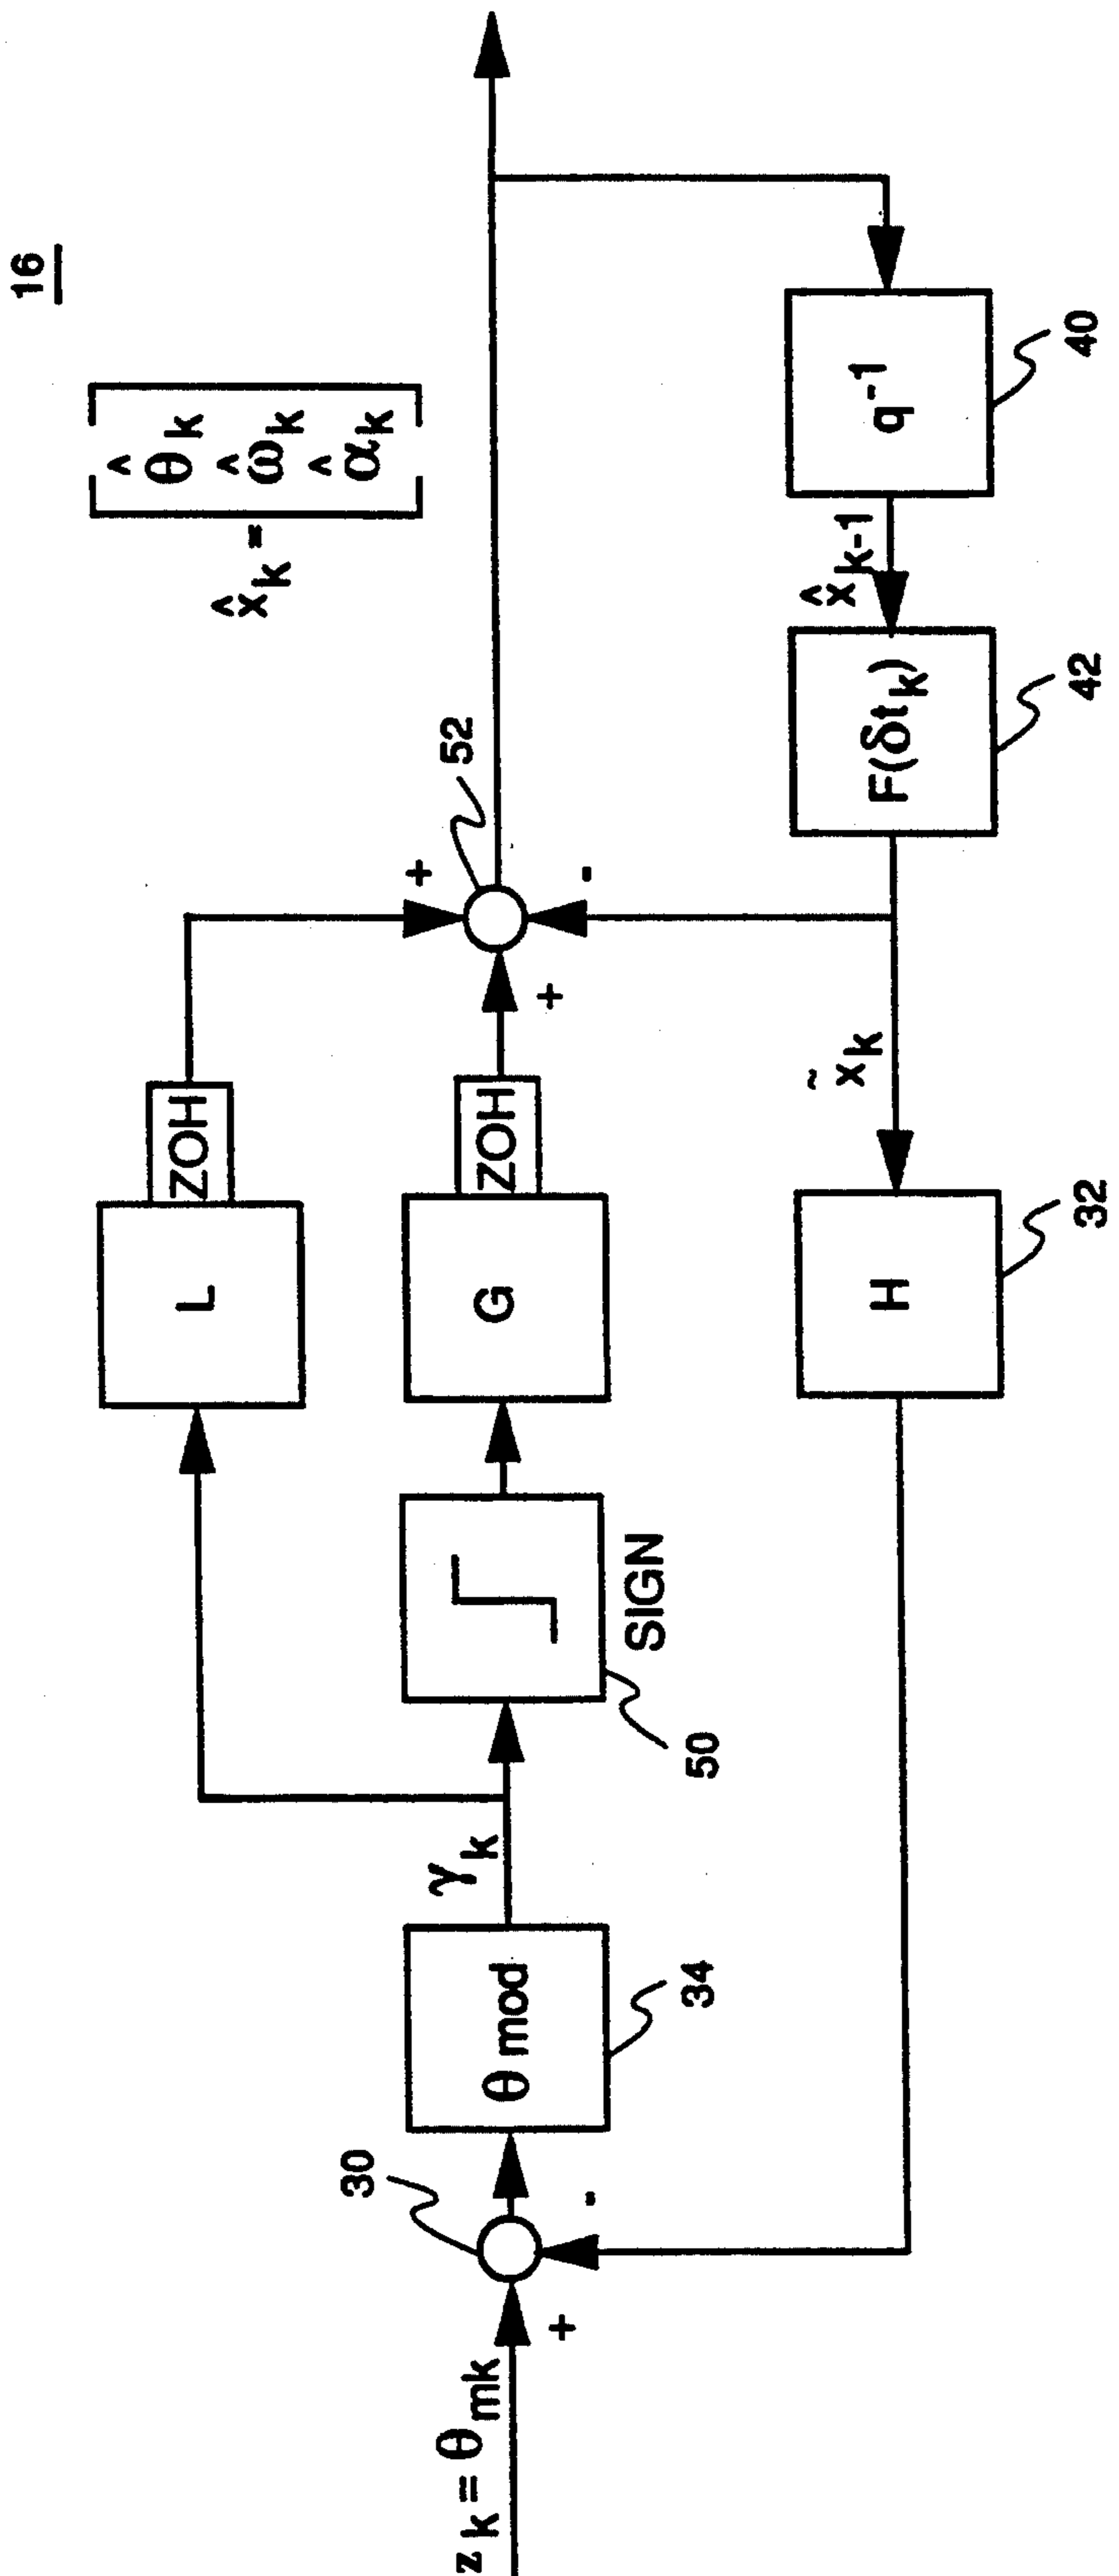 16
x̂k = [θ̂k ω̂k α̂k]
L
ZOH
+
52
zk = θmk
+
30
-
θ mod
34
γk
SIGN
50
G
ZOH
+
-
H
32
x̃k
F(δtk)
42
x̂k-1
q-1
40